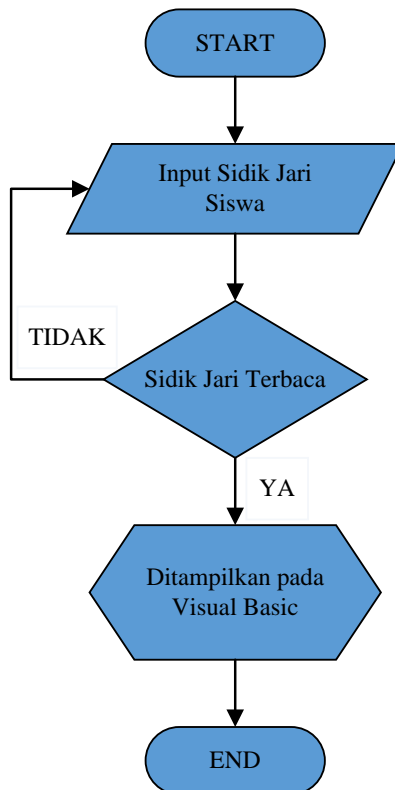 START
Input Sidik Jari
Siswa
TIDAK
Sidik Jari Terbaca
YA
Ditampilkan pada
Visual Basic
END